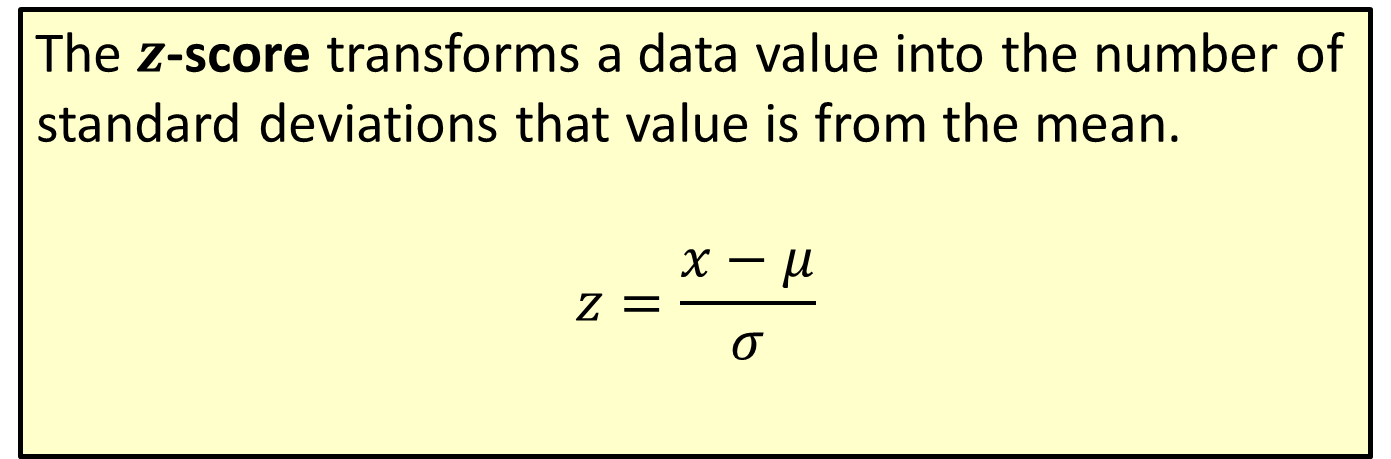 The z-score transforms a data value into the number of
standard deviations that value is from the mean.
z = (x − μ) / σ